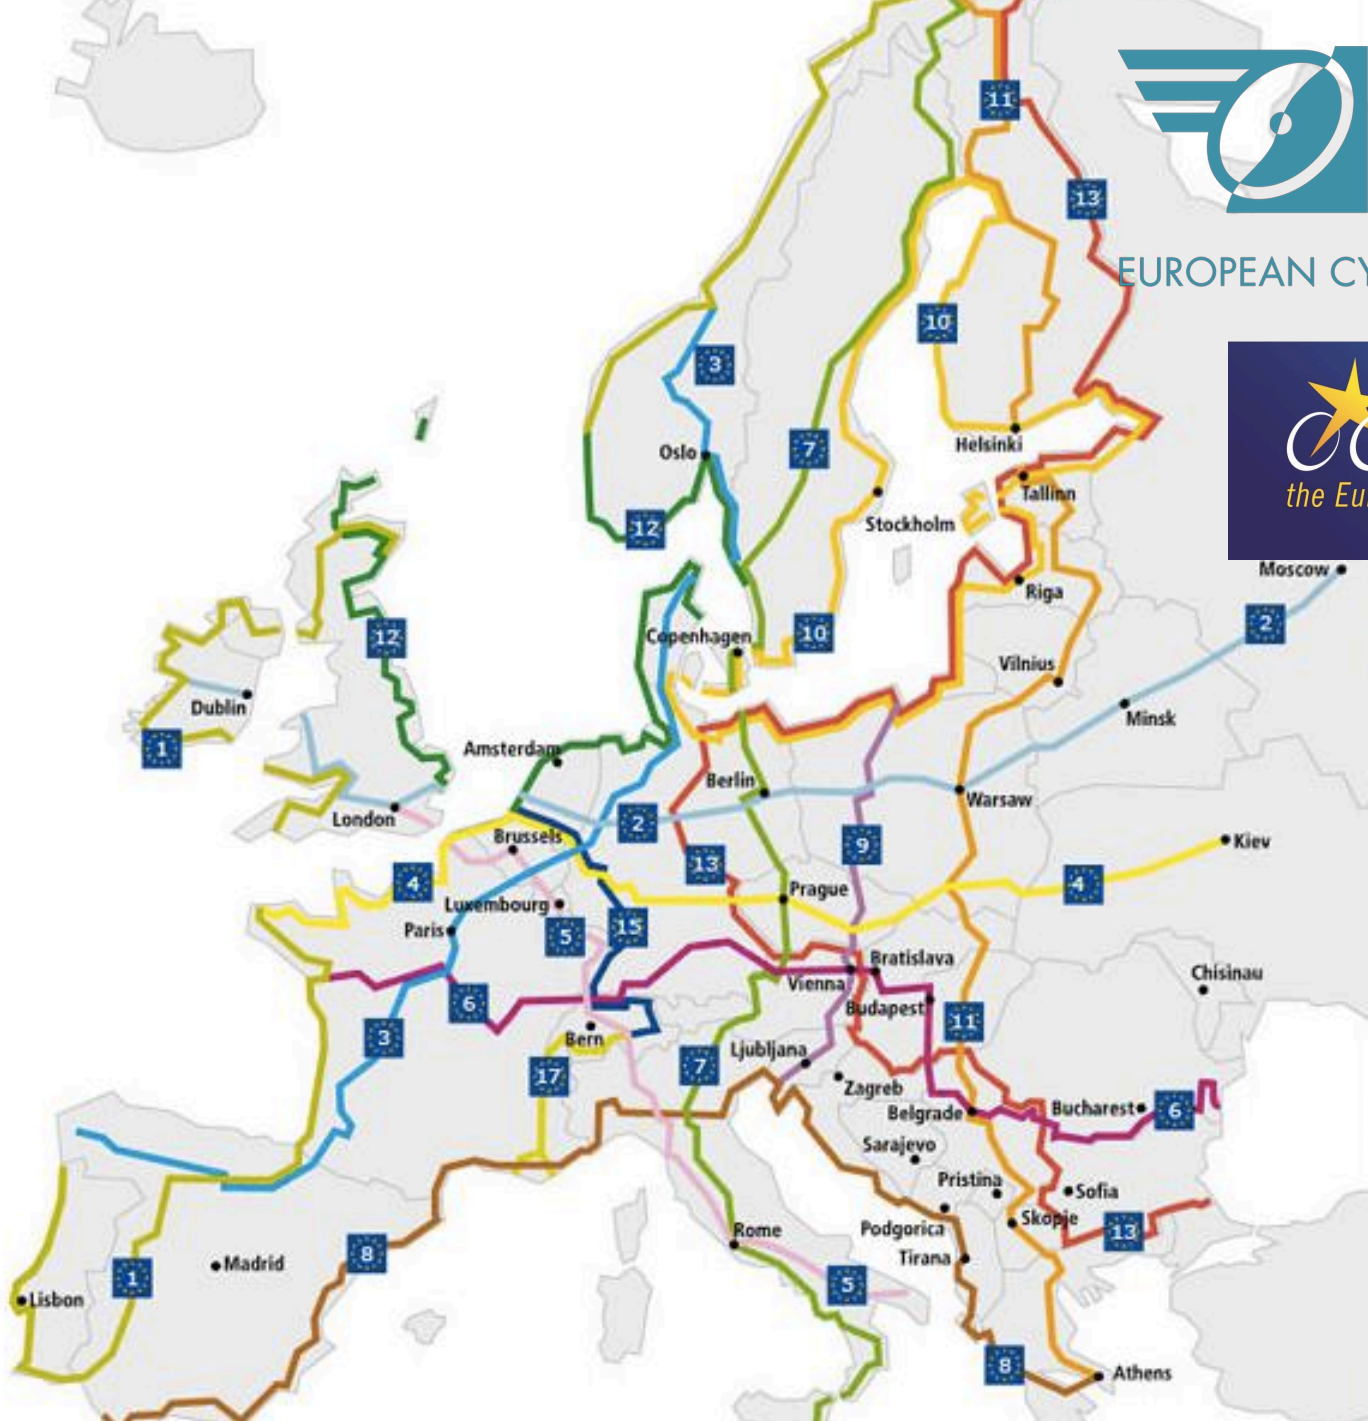 11
13
EUROPEAN CY
10
3
7
Oslo
Helsinki
the Eu
Tallinn
12
Stockholm
Moscow
Riga
2
10
Copenhagen
12
Vilnius
Dublin
Minsk
1
Amsterdam
Berlin
Warsaw
London
2
Brussels
Kiev
9
13
4
4
Prague
Luxembourg
Paris
15
5
Bratislava
Chisinau
Vienna
6
Budapest
11
3
Bern
Ljubljana
7
17
Zagreb
Belgrade
Bucharest
6
Sarajevo
Pristina
Sofia
Skopje
Podgorica
13
Rome
8
Tirana
Madrid
1
5
Lisbon
8
Athens